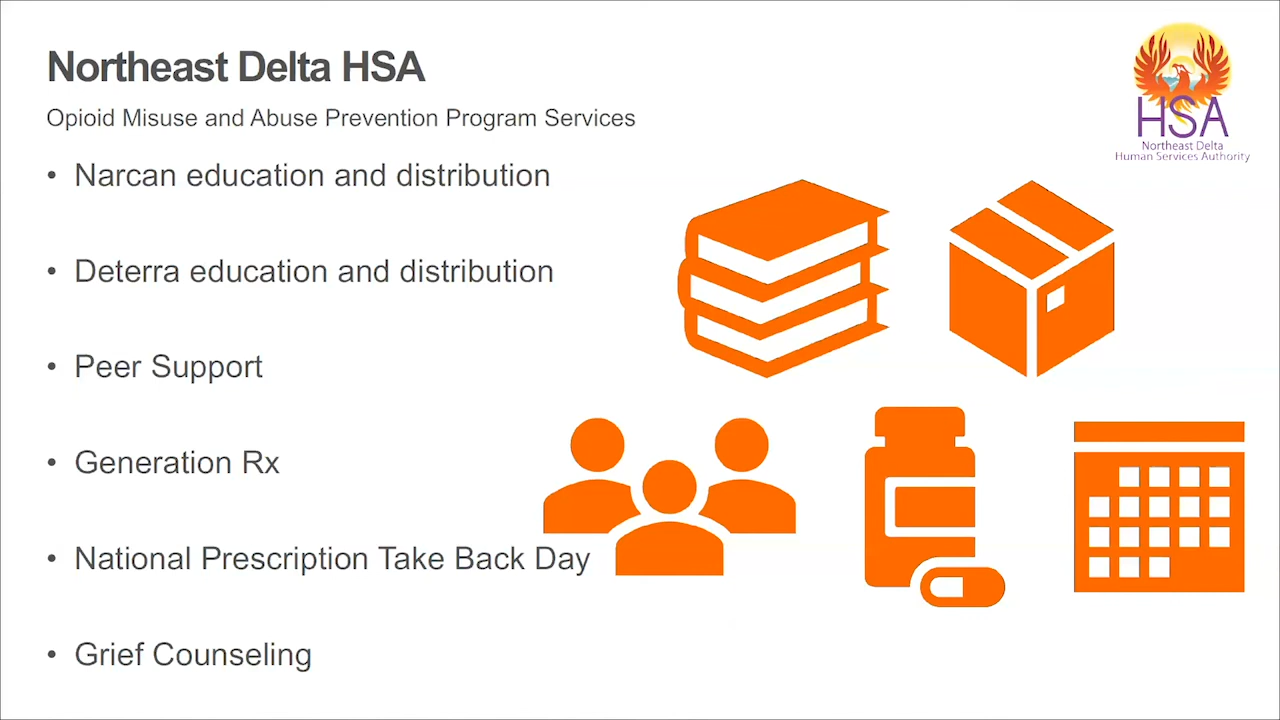 Northeast Delta HSA
Opioid Misuse and Abuse Prevention Program Services
• Narcan education and distribution
• Deterra education and distribution
• Peer Support
• Generation Rx
• National Prescription Take Back Day
• Grief Counseling
HSA
Northeast Delta
Human Services Authority